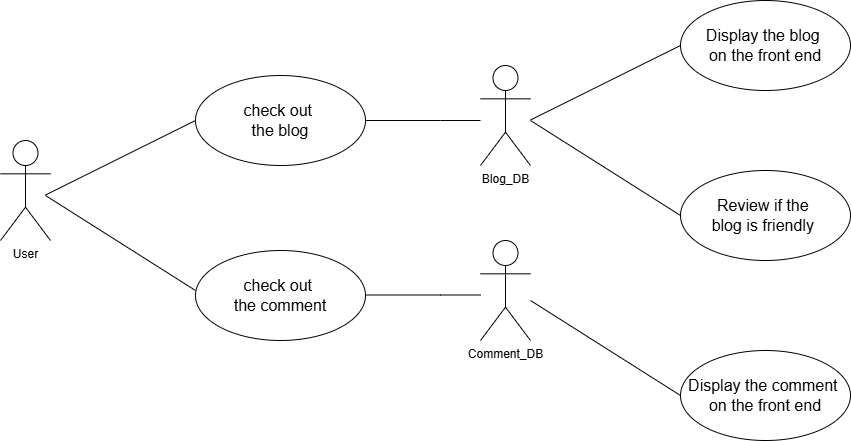 Display the blog
on the front end
check out
the blog
Blog_DB
Review if the
blog is friendly
User
check out
the comment
Comment_DB
Display the comment
on the front end